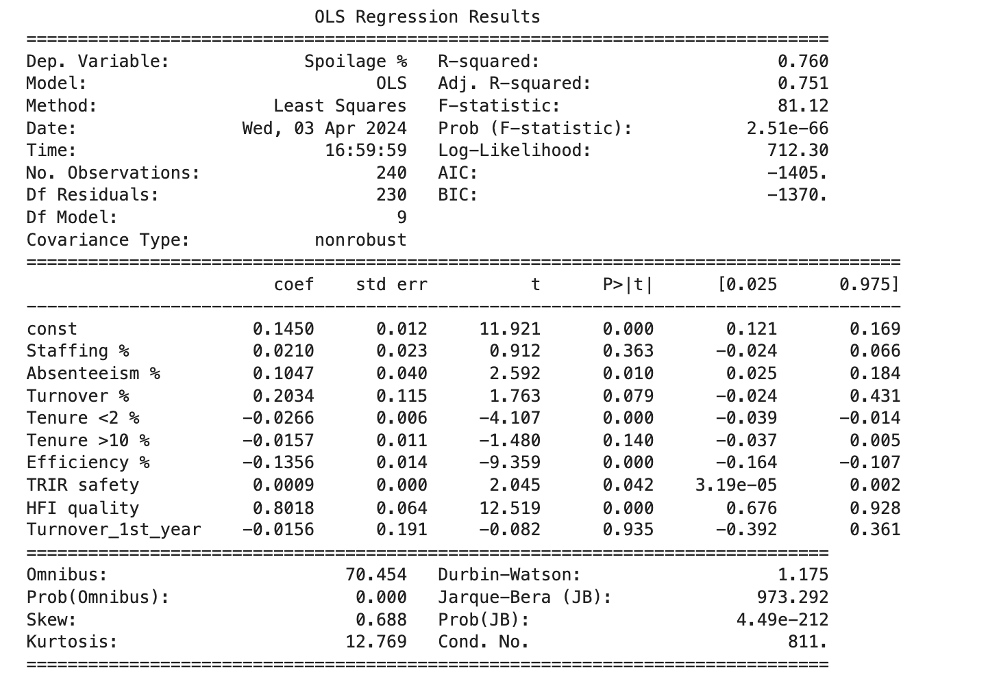 OLS Regression Results
==============================================================================
Dep. Variable: Spoilage % R-squared: 0.760
Model: OLS Adj. R-squared: 0.751
Method: Least Squares F-statistic: 81.12
Date: Wed, 03 Apr 2024 Prob (F-statistic): 2.51e-66
Time: 16:59:59 Log-Likelihood: 712.30
No. Observations: 240 AIC: -1405.
Df Residuals: 230 BIC: -1370.
Df Model: 9
Covariance Type: nonrobust
=====================================================================================
coef std err t P>|t| [0.025 0.975]
-------------------------------------------------------------------------------------
const 0.1450 0.012 11.921 0.000 0.121 0.169
Staffing % 0.0210 0.023 0.912 0.363 -0.024 0.066
Absenteeism % 0.1047 0.040 2.592 0.010 0.025 0.184
Turnover % 0.2034 0.115 1.763 0.079 -0.024 0.431
Tenure <2 % -0.0266 0.006 -4.107 0.000 -0.039 -0.014
Tenure >10 % -0.0157 0.011 -1.480 0.140 -0.037 0.005
Efficiency % -0.1356 0.014 -9.359 0.000 -0.164 -0.107
TRIR safety 0.0009 0.000 2.045 0.042 3.19e-05 0.002
HFI quality 0.8018 0.064 12.519 0.000 0.676 0.928
Turnover_1st_year -0.0156 0.191 -0.082 0.935 -0.392 0.361
==============================================================================
Omnibus: 70.454 Durbin-Watson: 1.175
Prob(Omnibus): 0.000 Jarque-Bera (JB): 973.292
Skew: 0.688 Prob(JB): 4.49e-212
Kurtosis: 12.769 Cond. No. 811.
==============================================================================